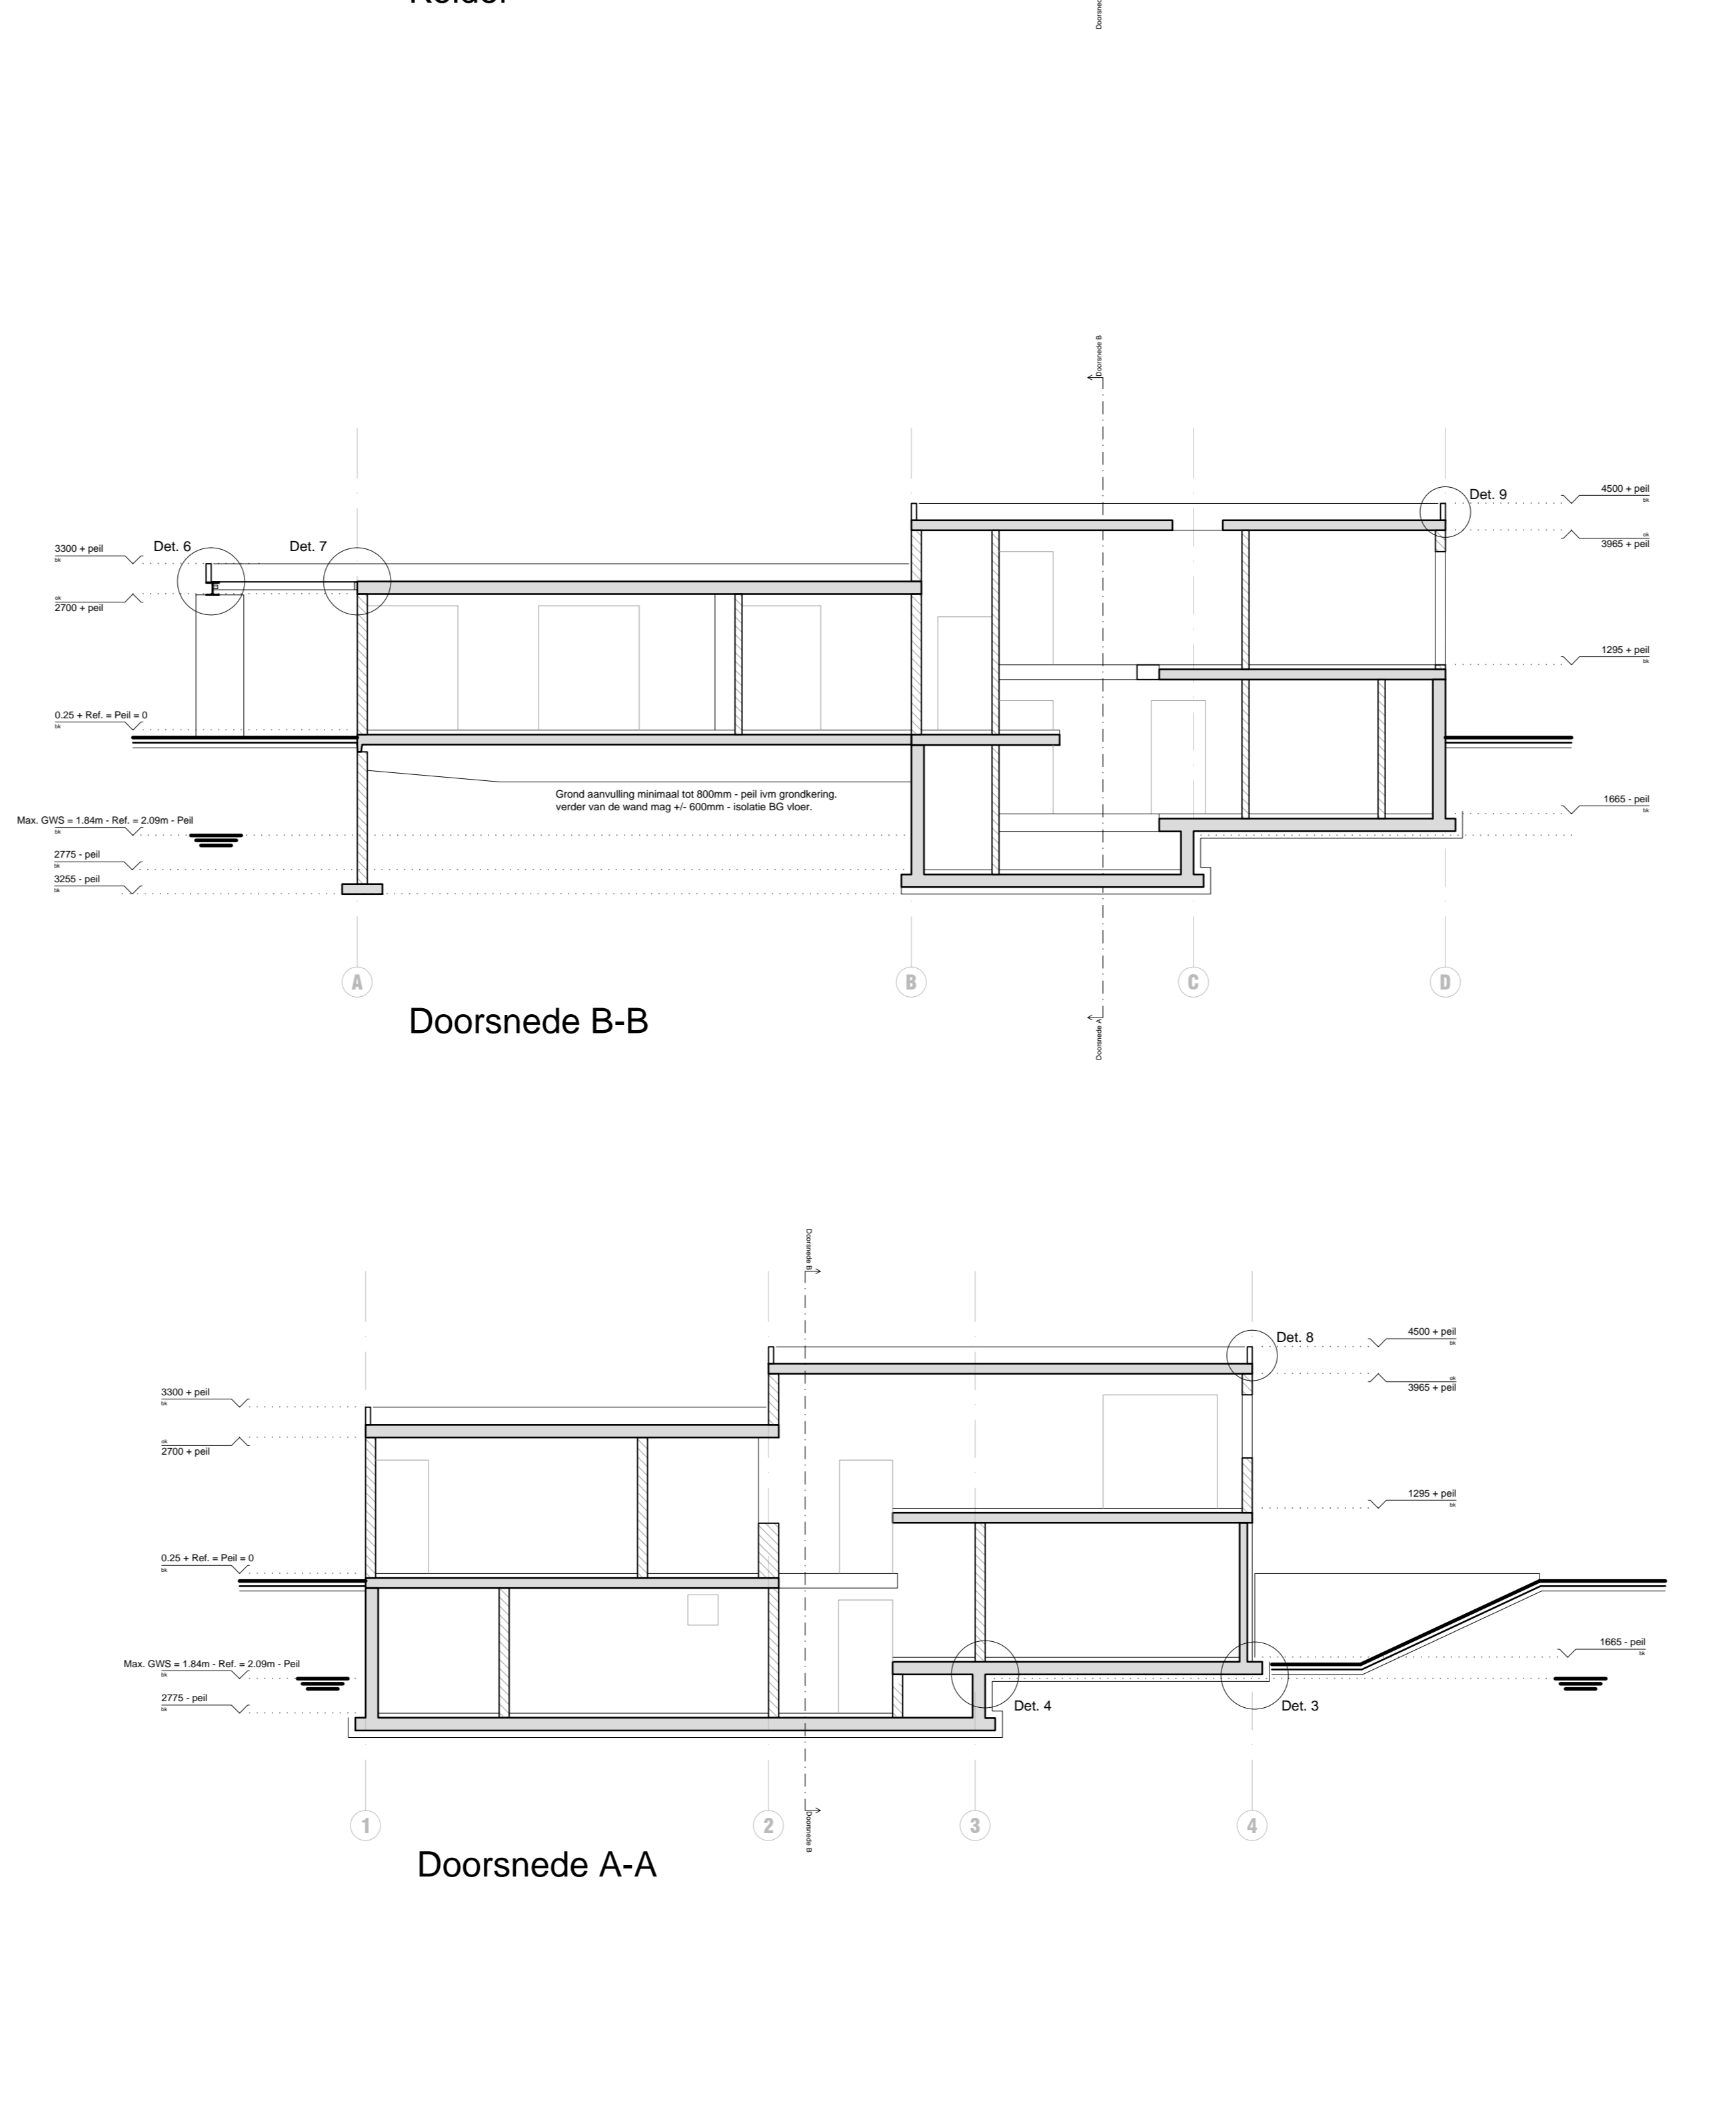 Kelder
Doorsnede B
4500 + peil
bk
Det. 9
ok
3965 + peil
Det. 6
Det. 7
3300 + peil
bk
ok
2700 + peil
1295 + peil
bk
0.25 + Ref. = Peil = 0
bk
Grond aanvulling minimaal tot 800mm - peil ivm grondkering.
verder van de wand mag +/- 600mm - isolatie BG vloer.
1665 - peil
bk
Max. GWS = 1.84m - Ref. = 2.09m - Peil
bk
2775 - peil
bk
3255 - peil
bk
A
B
C
D
Doorsnede B-B
Doorsnede A
Doorsnede B
4500 + peil
bk
Det. 8
ok
3965 + peil
3300 + peil
bk
ok
2700 + peil
1295 + peil
bk
0.25 + Ref. = Peil = 0
bk
1665 - peil
bk
Max. GWS = 1.84m - Ref. = 2.09m - Peil
bk
2775 - peil
bk
Det. 4
Det. 3
1
2
3
4
Doorsnede B
Doorsnede A-A